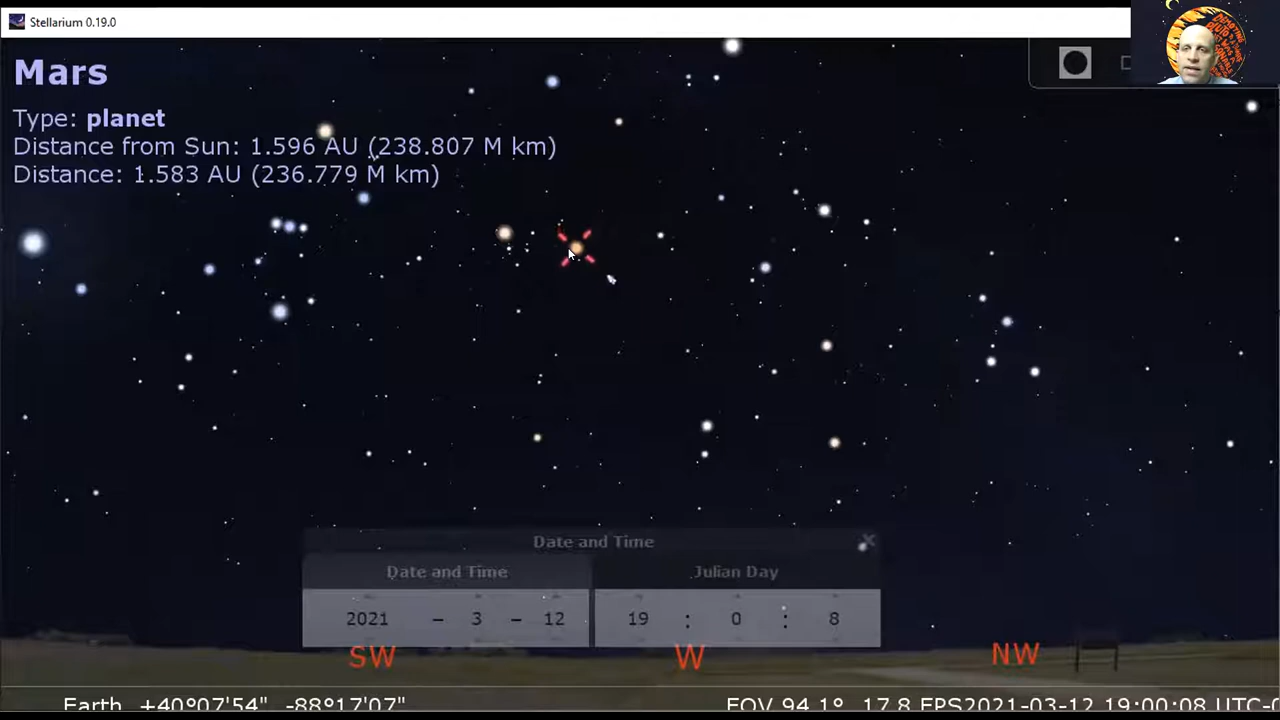 Stellarium 0.19.0
Mars
Type: planet
Distance from Sun: 1.596 AU (238.807 M km)
Distance: 1.583 AU (236.779 M km)
Date and Time
Date and Time Julian Day
2021 - 3 - 12 19 : 0 : 8
SW W NW
Earth, +40°07'54", -88°17'07" FOV 94.1° 17.8 FPS 2021-03-12 19:00:08 UTC-0